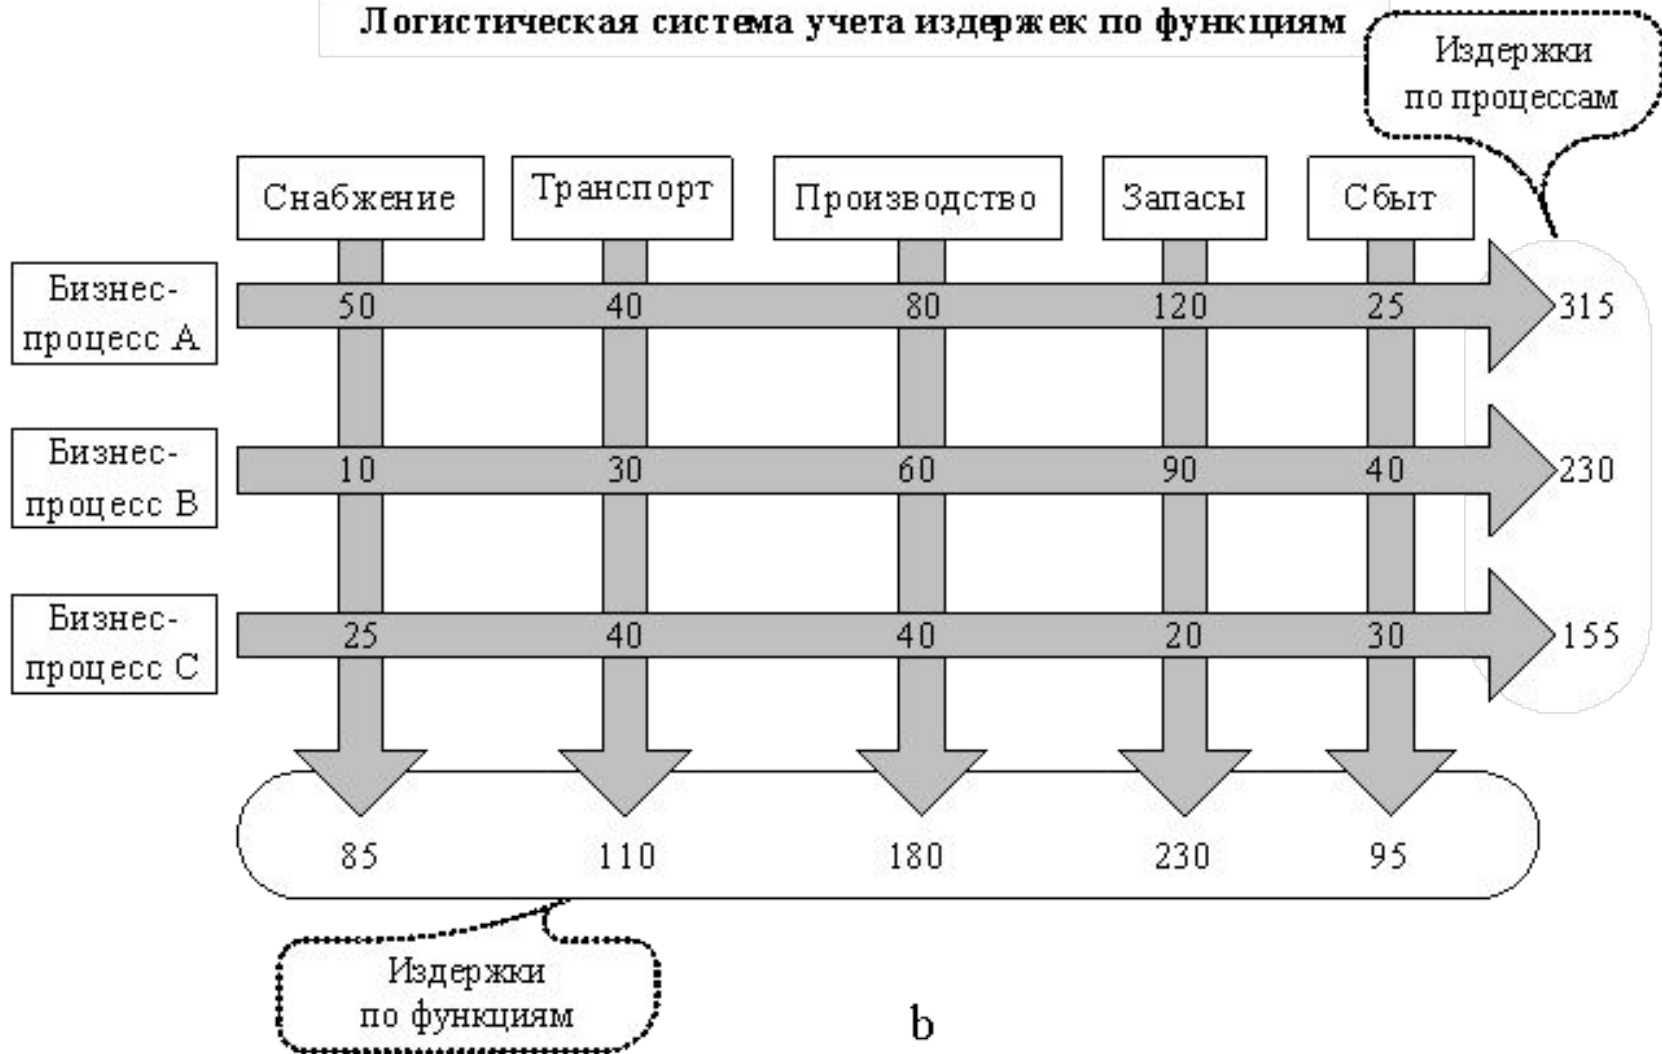 Логистическая система учета издержек по функциям
Издержки
по процессам
Снабжение
Транспорт
Производство
Запасы
Сбыт
Бизнес-
процесс А
50
40
80
120
25
315
Бизнес-
процесс В
10
30
60
90
40
230
Бизнес-
процесс С
25
40
40
20
30
155
85
110
180
230
95
Издержки
по функциям
b